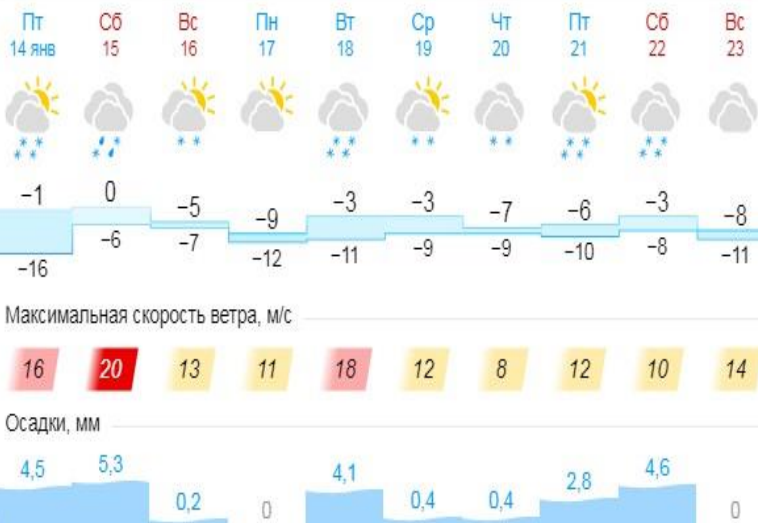 Пт Сб Вс Пн Вт Ср Чт Пт Сб Вс
14 янв 15 16 17 18 19 20 21 22 23
−1 0 −5 −9 −3 −3 −7 −6 −3 −8
−16 −6 −7 −12 −11 −9 −9 −10 −8 −11
Максимальная скорость ветра, м/с
16 20 13 11 18 12 8 12 10 14
Осадки, мм
4,5 5,3 0,2 0 4,1 0,4 0,4 2,8 4,6 0